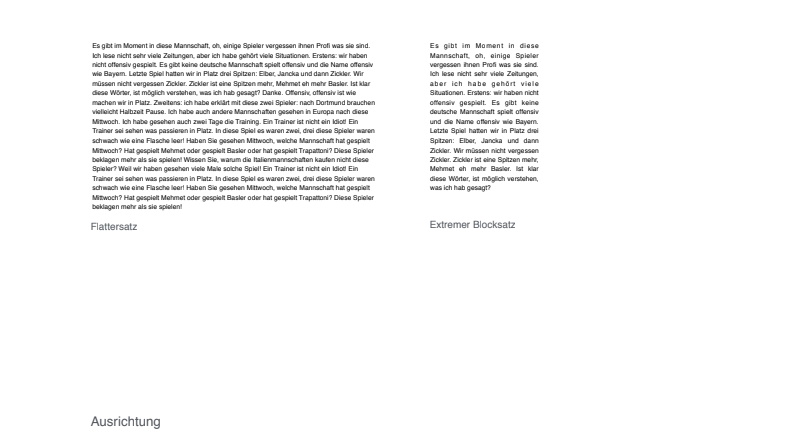 Es gibt im Moment in diese Mannschaft, oh, einige Spieler vergessen ihnen Profi was sie sind.
Ich lese nicht sehr viele Zeitungen, aber ich habe gehört viele Situationen. Erstens: wir haben
nicht offensiv gespielt. Es gibt keine deutsche Mannschaft spielt offensiv und die Name offensiv
wie Bayern. Letzte Spiel hatten wir in Platz drei Spitzen: Elber, Jancka und dann Zickler. Wir
müssen nicht vergessen Zickler. Zickler ist eine Spitzen mehr, Mehmet eh mehr Basler. Ist klar
diese Wörter, ist möglich verstehen, was ich hab gesagt? Danke. Offensiv, offensiv ist wie
machen wir in Platz. Zweitens: ich habe erklärt mit diese zwei Spieler: nach Dortmund brauchen
vielleicht Halbzeit Pause. Ich habe auch andere Mannschaften gesehen in Europa nach diese
Mittwoch. Ich habe gesehen auch zwei Tage die Training. Ein Trainer ist nicht ein Idiot! Ein
Trainer sei sehen was passieren in Platz. In diese Spiel es waren zwei, drei diese Spieler waren
schwach wie eine Flasche leer! Haben Sie gesehen Mittwoch, welche Mannschaft hat gespielt
Mittwoch? Hat gespielt Mehmet oder gespielt Basler oder hat gespielt Trapattoni? Diese Spieler
beklagen mehr als sie spielen! Wissen Sie, warum die Italienmannschaften kaufen nicht diese
Spieler? Weil wir haben gesehen viele Male solche Spiel! Ein Trainer ist nicht ein Idiot! Ein
Trainer sei sehen was passieren in Platz. In diese Spiel es waren zwei, drei diese Spieler waren
schwach wie eine Flasche leer! Haben Sie gesehen Mittwoch, welche Mannschaft hat gespielt
Mittwoch? Hat gespielt Mehmet oder gespielt Basler oder hat gespielt Trapattoni? Diese Spieler
beklagen mehr als sie spielen!
Flattersatz
Es gibt im Moment in diese
Mannschaft, oh, einige Spieler
vergessen ihnen Profi was sie sind.
Ich lese nicht sehr viele Zeitungen,
aber ich habe gehört viele
Situationen. Erstens: wir haben nicht
offensiv gespielt. Es gibt keine
deutsche Mannschaft spielt offensiv
und die Name offensiv wie Bayern.
Letzte Spiel hatten wir in Platz drei
Spitzen: Elber, Jancka und dann
Zickler. Wir müssen nicht vergessen
Zickler. Zickler ist eine Spitzen mehr,
Mehmet eh mehr Basler. Ist klar
diese Wörter, ist möglich verstehen,
was ich hab gesagt?
Extremer Blocksatz
Ausrichtung